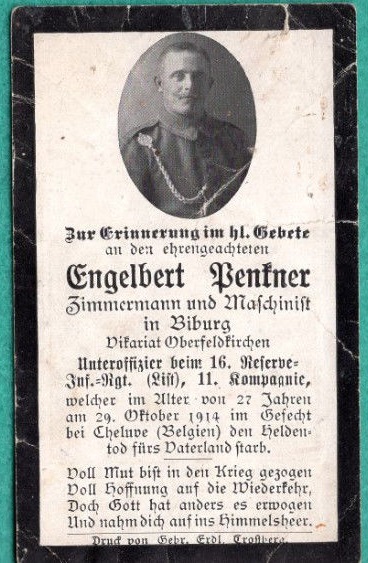 Zur Erinnerung im hl. Gebete
an den ehrengeachteten
Engelbert Penkner
Zimmermann und Maschinist
in Biburg
Vikariat Oberfeldkirchen
Unteroffizier beim 16. Reserve-
Inf.-Rgt. (List), 11. Kompagnie,
welcher im Alter von 27 Jahren
am 29. Oktober 1914 im Gefecht
bei Cheluve (Belgien) den Helden-
tod fürs Vaterland starb.
Voll Mut bist in den Krieg gezogen
Voll Hoffnung auf die Wiederkehr,
Doch Gott hat anders es erwogen
Und nahm dich auf ins Himmelsheer.
Druck von Gebr. Erdl, Trostberg.